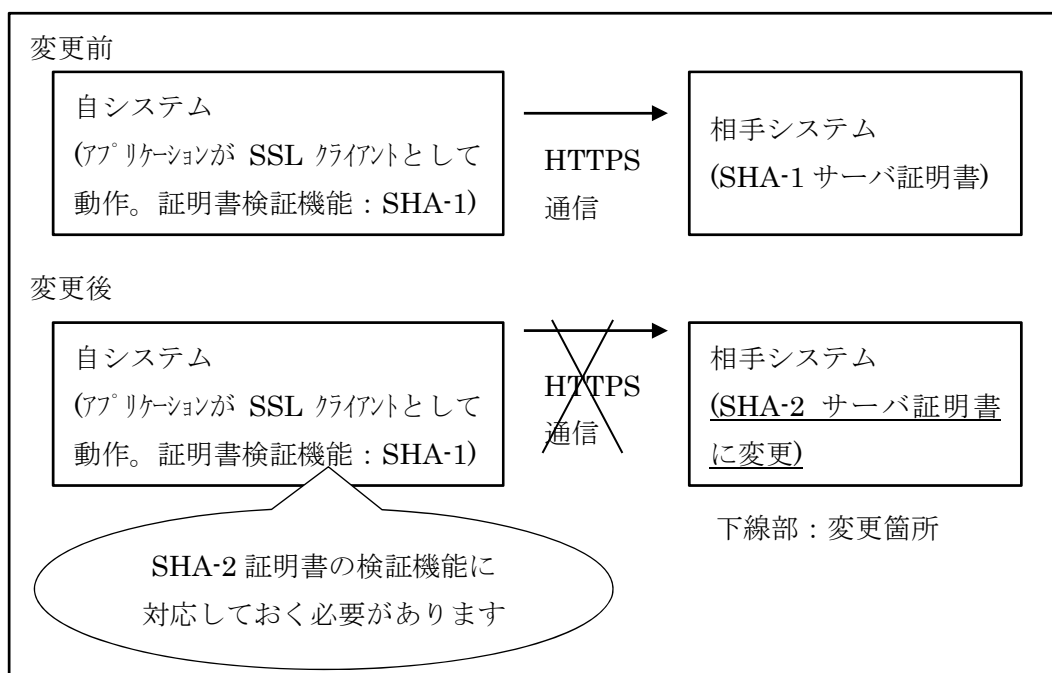 変更前
自システム
(ｱﾌﾟﾘｹｰｼｮﾝが SSL ｸﾗｲｱﾝﾄとして
動作。証明書検証機能：SHA-1)
HTTPS
通信
相手システム
(SHA-1 サーバ証明書)
変更後
自システム
(ｱﾌﾟﾘｹｰｼｮﾝが SSL ｸﾗｲｱﾝﾄとして
動作。証明書検証機能：SHA-1)
HTTPS
通信
相手システム
(SHA-2 サーバ証明書
に変更)
下線部：変更箇所
SHA-2 証明書の検証機能に
対応しておく必要があります